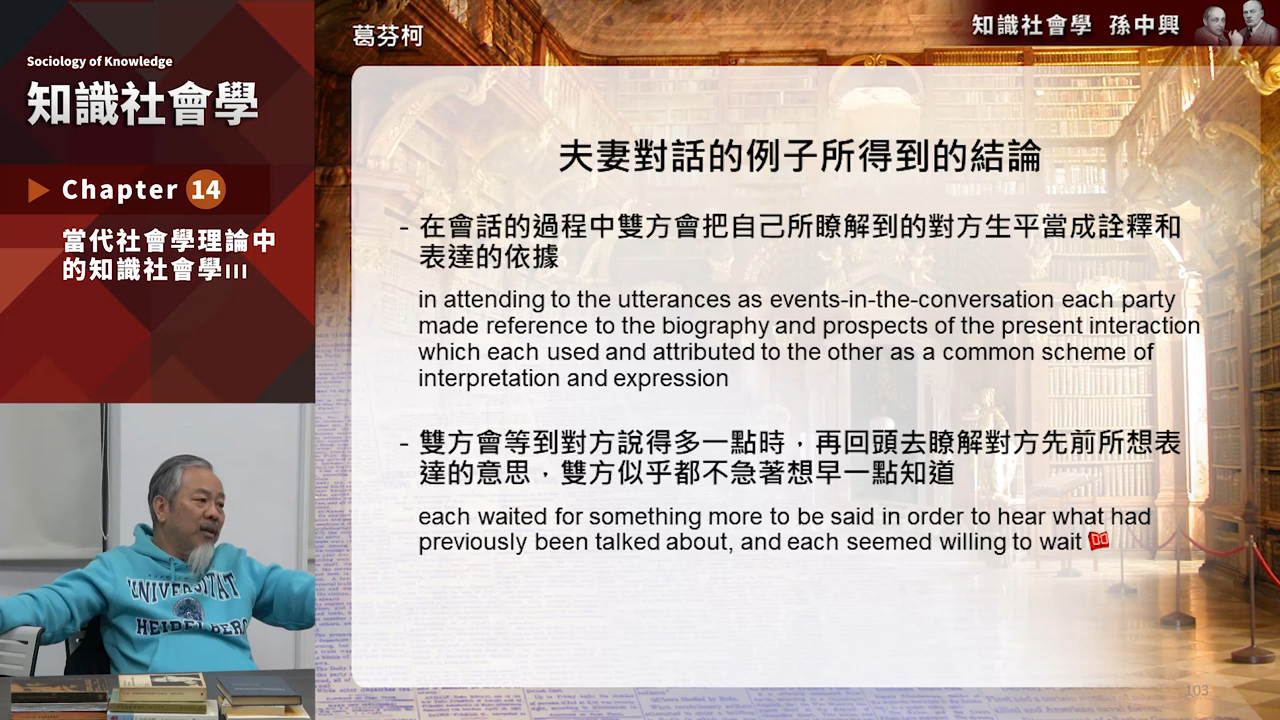 葛芬柯
知識社會學 孫中興
Sociology of Knowledge
知識社會學
Chapter 14
當代社會學理論中
的知識社會學III
夫妻對話的例子所得到的結論
- 在會話的過程中雙方會把自己所瞭解到的對方生平當成詮釋和
表達的依據
in attending to the utterances as events-in-the-conversation each party
made reference to the biography and prospects of the present interaction
which each used and attributed to the other as a common scheme of
interpretation and expression
- 雙方會等到對方說得多一點時，再回頭去瞭解對方先前所想表
達的意思，雙方似乎都不急著想早一點知道
each waited for something more to be said in order to hear what had
previously been talked about, and each seemed willing to wait
UNIVERSITAT
HEIDELBERG
103